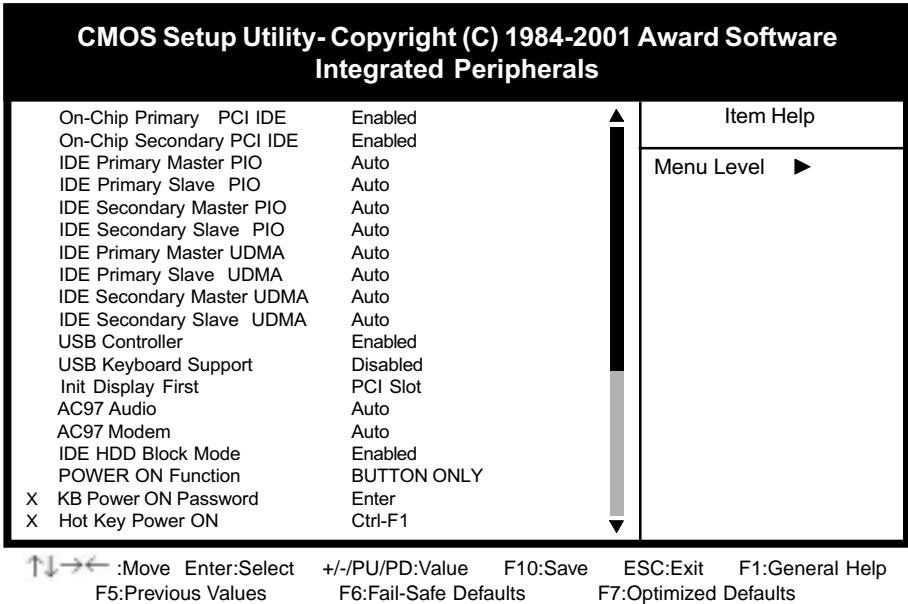 CMOS Setup Utility- Copyright (C) 1984-2001 Award Software
Integrated Peripherals
On-Chip Primary PCI IDE Enabled
On-Chip Secondary PCI IDE Enabled
IDE Primary Master PIO Auto
IDE Primary Slave PIO Auto
IDE Secondary Master PIO Auto
IDE Secondary Slave PIO Auto
IDE Primary Master UDMA Auto
IDE Primary Slave UDMA Auto
IDE Secondary Master UDMA Auto
IDE Secondary Slave UDMA Auto
USB Controller Enabled
USB Keyboard Support Disabled
Init Display First PCI Slot
AC97 Audio Auto
AC97 Modem Auto
IDE HDD Block Mode Enabled
POWER ON Function BUTTON ONLY
X KB Power ON Password Enter
X Hot Key Power ON Ctrl-F1
Item Help
Menu Level ▶
↑↓→← :Move Enter:Select +/-/PU/PD:Value F10:Save ESC:Exit F1:General Help
F5:Previous Values F6:Fail-Safe Defaults F7:Optimized Defaults